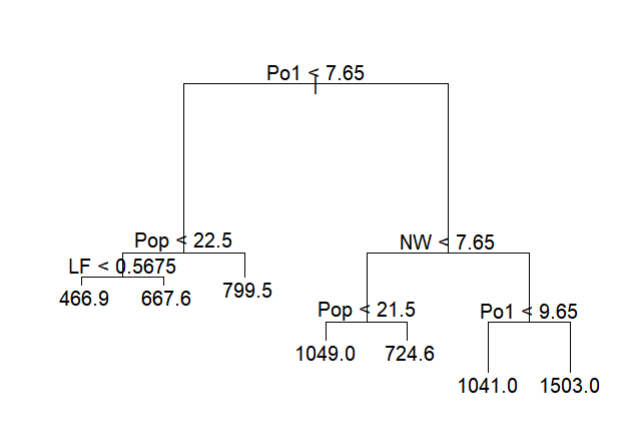 Po1 < 7.65
Pop < 22.5
NW < 7.65
LF < 0.5675
466.9
667.6
799.5
Pop < 21.5
Po1 < 9.65
1049.0
724.6
1041.0
1503.0